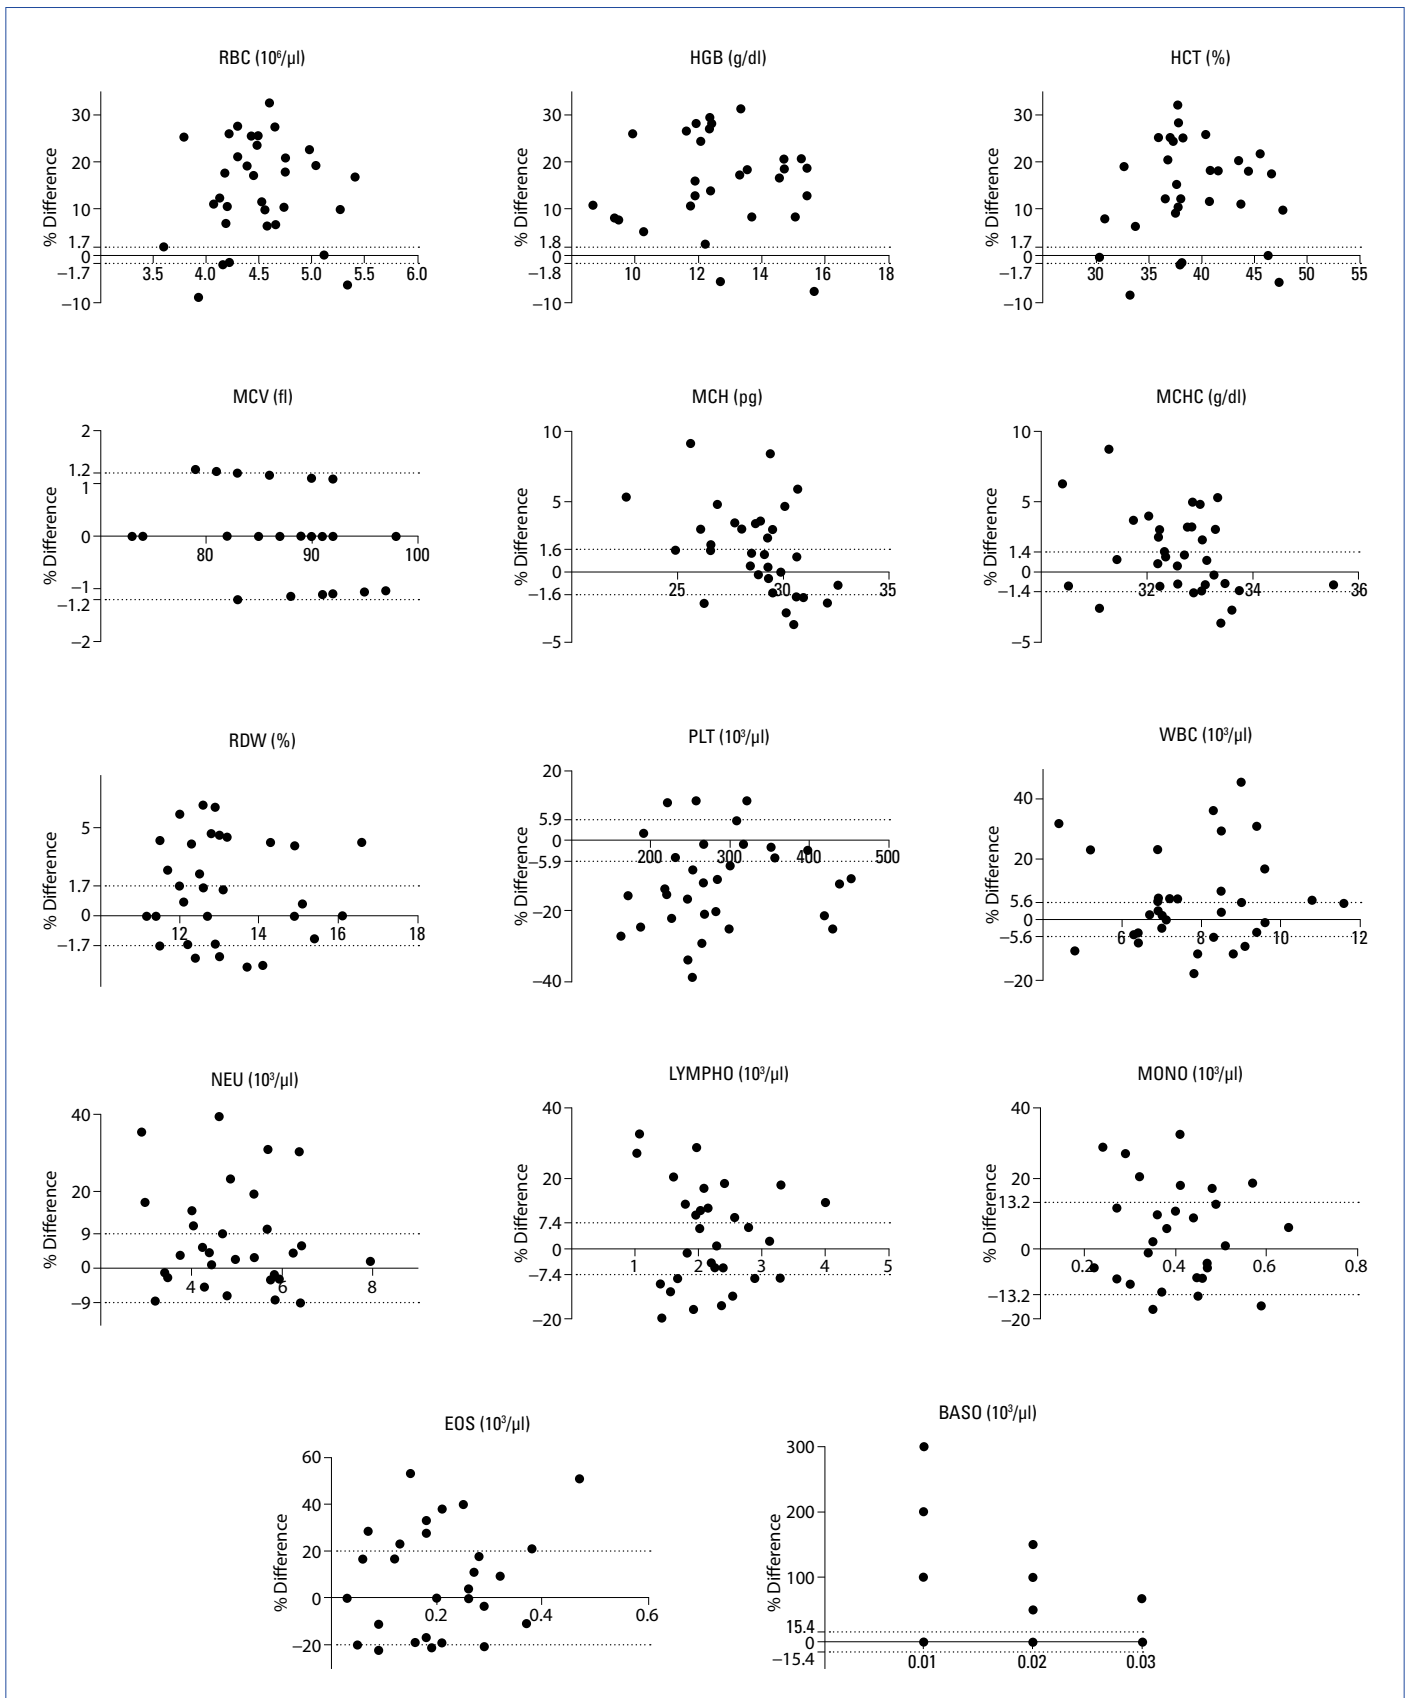 RBC (10⁶/µl)
% Difference
30
20
10
1.7
0
−1.7
−10
3.5 4.0 4.5 5.0 5.5 6.0
HGB (g/dl)
% Difference
30
20
10
1.8
0
−1.8
−10
10 12 14 16 18
HCT (%)
% Difference
30
20
10
1.7
0
−1.7
−10
30 35 40 45 50 55
MCV (fl)
% Difference
2
1.2
1
0
−1
−1.2
−2
80 90 100
MCH (pg)
% Difference
10
5
1.6
0
−1.6
−5
25 30 35
MCHC (g/dl)
% Difference
10
5
1.4
0
−1.4
−5
32 34 36
RDW (%)
% Difference
5
1.7
0
−1.7
12 14 16 18
PLT (10³/µl)
% Difference
20
5.9
0
−5.9
−20
−40
200 300 400 500
WBC (10³/µl)
% Difference
40
20
5.6
0
−5.6
−20
6 8 10 12
NEU (10³/µl)
% Difference
40
20
9
0
−9
4 6 8
LYMPHO (10³/µl)
% Difference
40
20
7.4
0
−7.4
−20
1 2 3 4 5
MONO (10³/µl)
% Difference
40
20
13.2
0
−13.2
−20
0.2 0.4 0.6 0.8
EOS (10³/µl)
% Difference
60
40
20
0
−20
0.2 0.4 0.6
BASO (10³/µl)
% Difference
300
200
100
15.4
0
−15.4
0.01 0.02 0.03